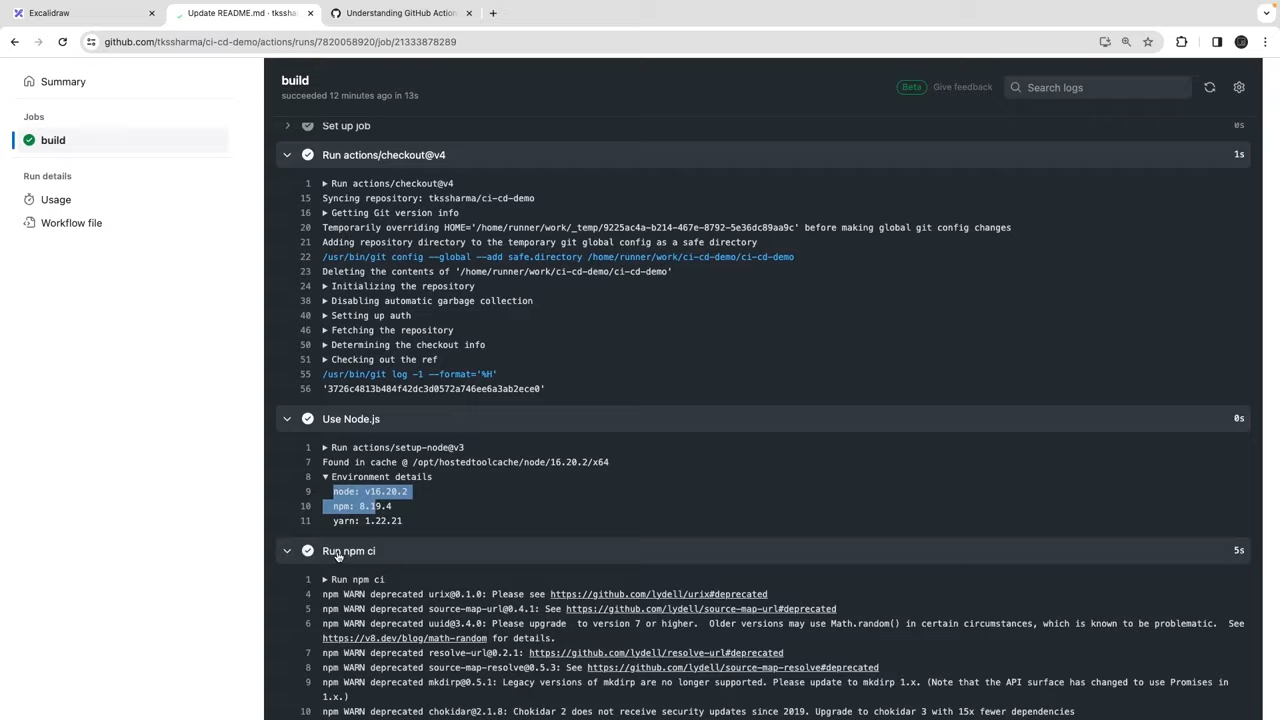 Excalidraw
Update README.md · tkssha
Understanding GitHub Action
github.com/tkssharma/ci-cd-demo/actions/runs/7820058920/job/21333878289
Summary
Jobs
build
Run details
Usage
Workflow file
build
succeeded 12 minutes ago in 13s
Beta
Give feedback
Search logs
Set up job
0s
Run actions/checkout@v4
1s
1 Run actions/checkout@v4
15 Syncing repository: tkssharma/ci-cd-demo
16 Getting Git version info
20 Temporarily overriding HOME='/home/runner/work/_temp/9225ac4a-b214-467e-8792-5e36dc89aa9c' before making global git config changes
21 Adding repository directory to the temporary git global config as a safe directory
22 /usr/bin/git config --global --add safe.directory /home/runner/work/ci-cd-demo/ci-cd-demo
23 Deleting the contents of '/home/runner/work/ci-cd-demo/ci-cd-demo'
24 Initializing the repository
38 Disabling automatic garbage collection
40 Setting up auth
46 Fetching the repository
50 Determining the checkout info
51 Checking out the ref
55 /usr/bin/git log -1 --format='%H'
56 '3726c4813b484f42dc3d0572a746ee6a3ab2ece0'
Use Node.js
0s
1 Run actions/setup-node@v3
7 Found in cache @ /opt/hostedtoolcache/node/16.20.2/x64
8 Environment details
9 node: v16.20.2
10 npm: 8.19.4
11 yarn: 1.22.21
Run npm ci
5s
1 Run npm ci
4 npm WARN deprecated urix@0.1.0: Please see https://github.com/lydell/urix#deprecated
5 npm WARN deprecated source-map-url@0.4.1: See https://github.com/lydell/source-map-url#deprecated
6 npm WARN deprecated uuid@3.4.0: Please upgrade  to version 7 or higher.  Older versions may use Math.random() in certain circumstances, which is known to be problematic.  See
https://v8.dev/blog/math-random for details.
7 npm WARN deprecated resolve-url@0.2.1: https://github.com/lydell/resolve-url#deprecated
8 npm WARN deprecated source-map-resolve@0.5.3: See https://github.com/lydell/source-map-resolve#deprecated
9 npm WARN deprecated mkdirp@0.5.1: Legacy versions of mkdirp are no longer supported. Please update to mkdirp 1.x. (Note that the API surface has changed to use Promises in
1.x.)
10 npm WARN deprecated chokidar@2.1.8: Chokidar 2 does not receive security updates since 2019. Upgrade to chokidar 3 with 15x fewer dependencies